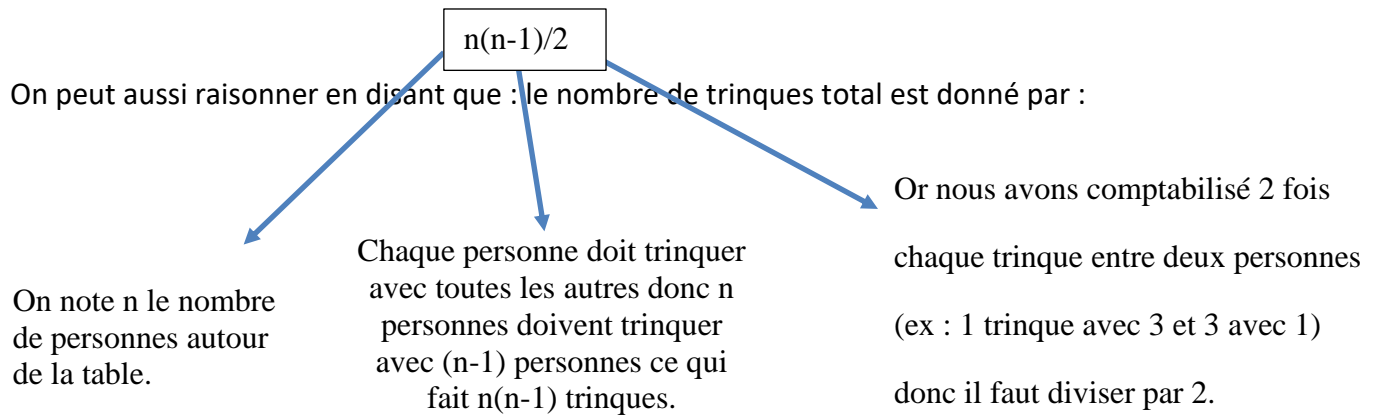 n(n-1)/2
On peut aussi raisonner en disant que : le nombre de trinques total est donné par :
On note n le nombre
de personnes autour
de la table.
Chaque personne doit trinquer
avec toutes les autres donc n
personnes doivent trinquer
avec (n-1) personnes ce qui
fait n(n-1) trinques.
Or nous avons comptabilisé 2 fois
chaque trinque entre deux personnes
(ex : 1 trinque avec 3 et 3 avec 1)
donc il faut diviser par 2.